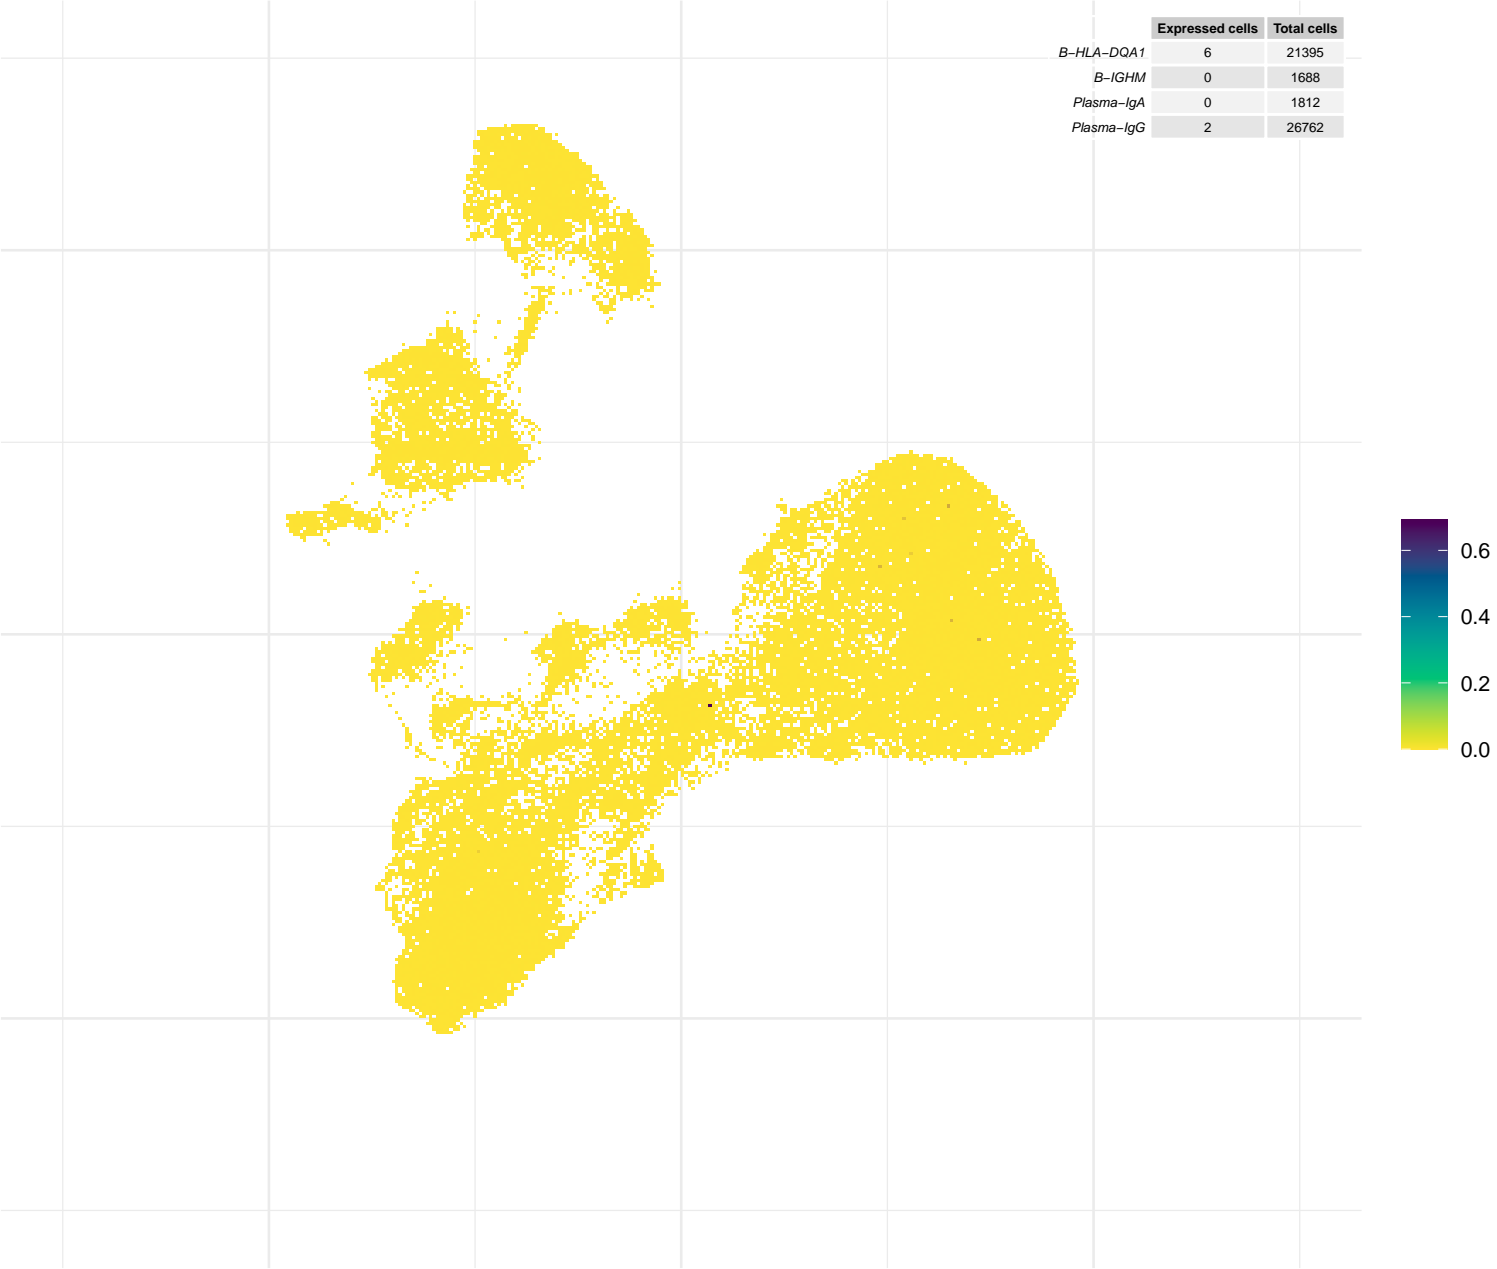 Expressed cells Total cells
B−HLA−DQA1 6 21395
B−IGHM 0 1688
Plasma−IgA 0 1812
Plasma−IgG 2 26762
0.6
0.4
0.2
0.0